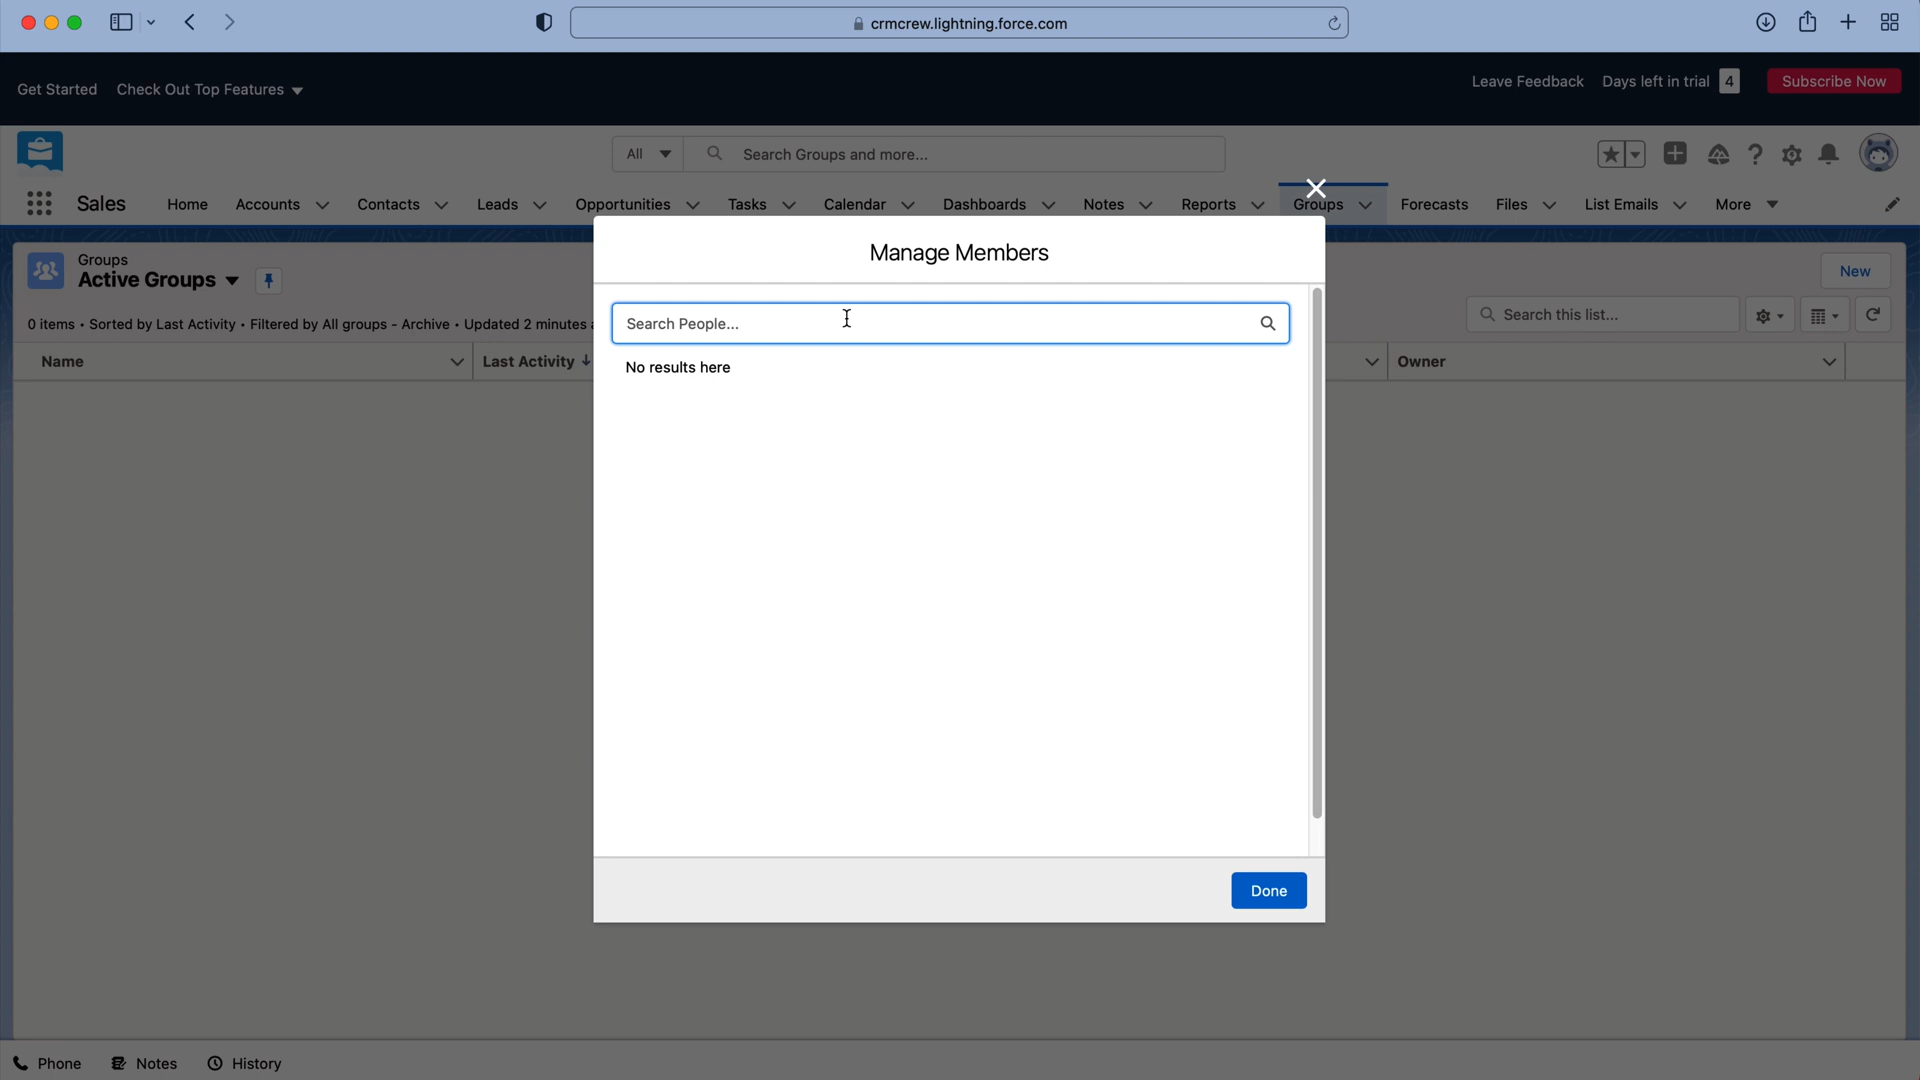 crmcrew.lightning.force.com
Get Started Check Out Top Features Leave Feedback Days left in trial 4 Subscribe Now
All Search Groups and more...
Sales Home Accounts Contacts Leads Opportunities Tasks Calendar Dashboards Notes Reports Groups Forecasts Files List Emails More
Manage Members
Groups
Active Groups
New
0 items • Sorted by Last Activity • Filtered by All groups - Archive • Updated 2 minutes
Search this list...
Search People...
Name Last Activity Owner
No results here
Done
Phone Notes History